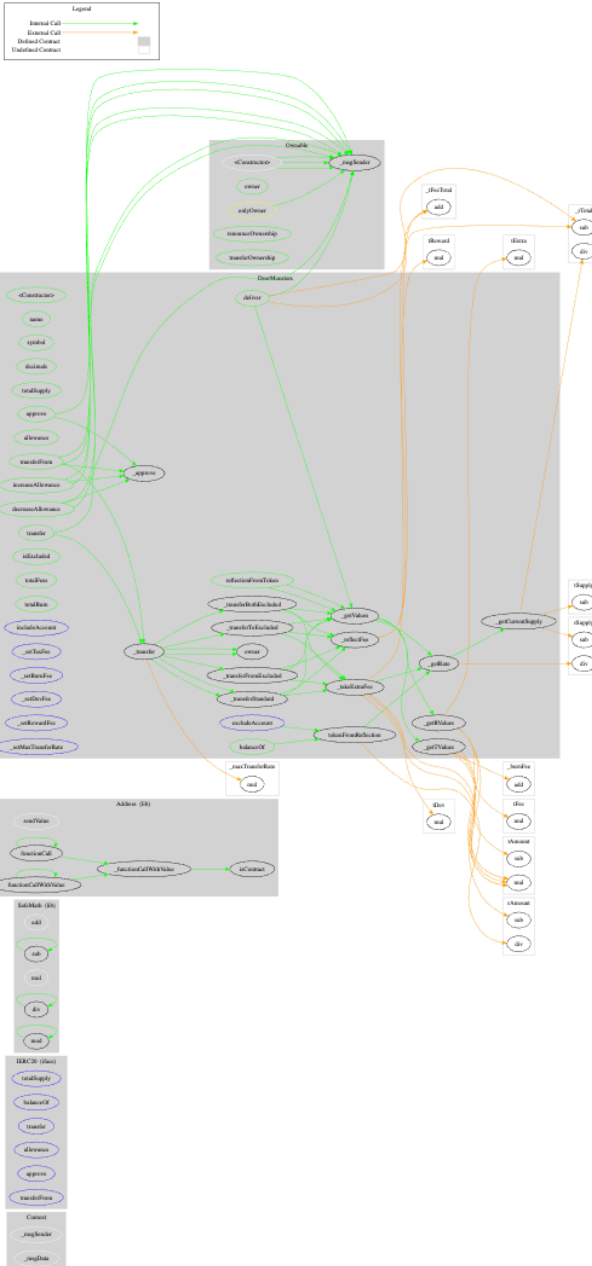 Legend
Internal Call
External Call
Defined Contract
Undefined Contract
Ownable
<Constructor>
_msgSender
owner
onlyOwner
renounceOwnership
transferOwnership
_tFeeTotal
add
_tTotal
sub
div
tReward
mul
tExtra
mul
deliver
<Constructor>
name
symbol
decimals
totalSupply
approve
allowance
transferFrom
_approve
increaseAllowance
decreaseAllowance
transfer
isExcluded
totalFees
totalBurn
includeAccount
_setTaxFee
_setBurnFee
_setDevFee
_setRewardFee
_setMaxTransferRate
_transfer
reflectionFromToken
_transferBothExcluded
_transferToExcluded
owner
_transferFromExcluded
_transferStandard
excludeAccount
balanceOf
_getValues
_reflectFee
_takeExtraFee
tokenFromReflection
_getRate
_getRValues
_getTValues
_getCurrentSupply
tSupply
sub
rSupply
sub
div
_maxTransferRate
mul
tDev
mul
_burnFee
add
tFee
mul
tAmount
sub
mul
rAmount
sub
div
Address (lib)
sendValue
functionCall
functionCallWithValue
_functionCallWithValue
isContract
SafeMath (lib)
add
sub
mul
div
mod
IERC20 (iface)
totalSupply
balanceOf
transfer
allowance
approve
transferFrom
Context
_msgSender
_msgData